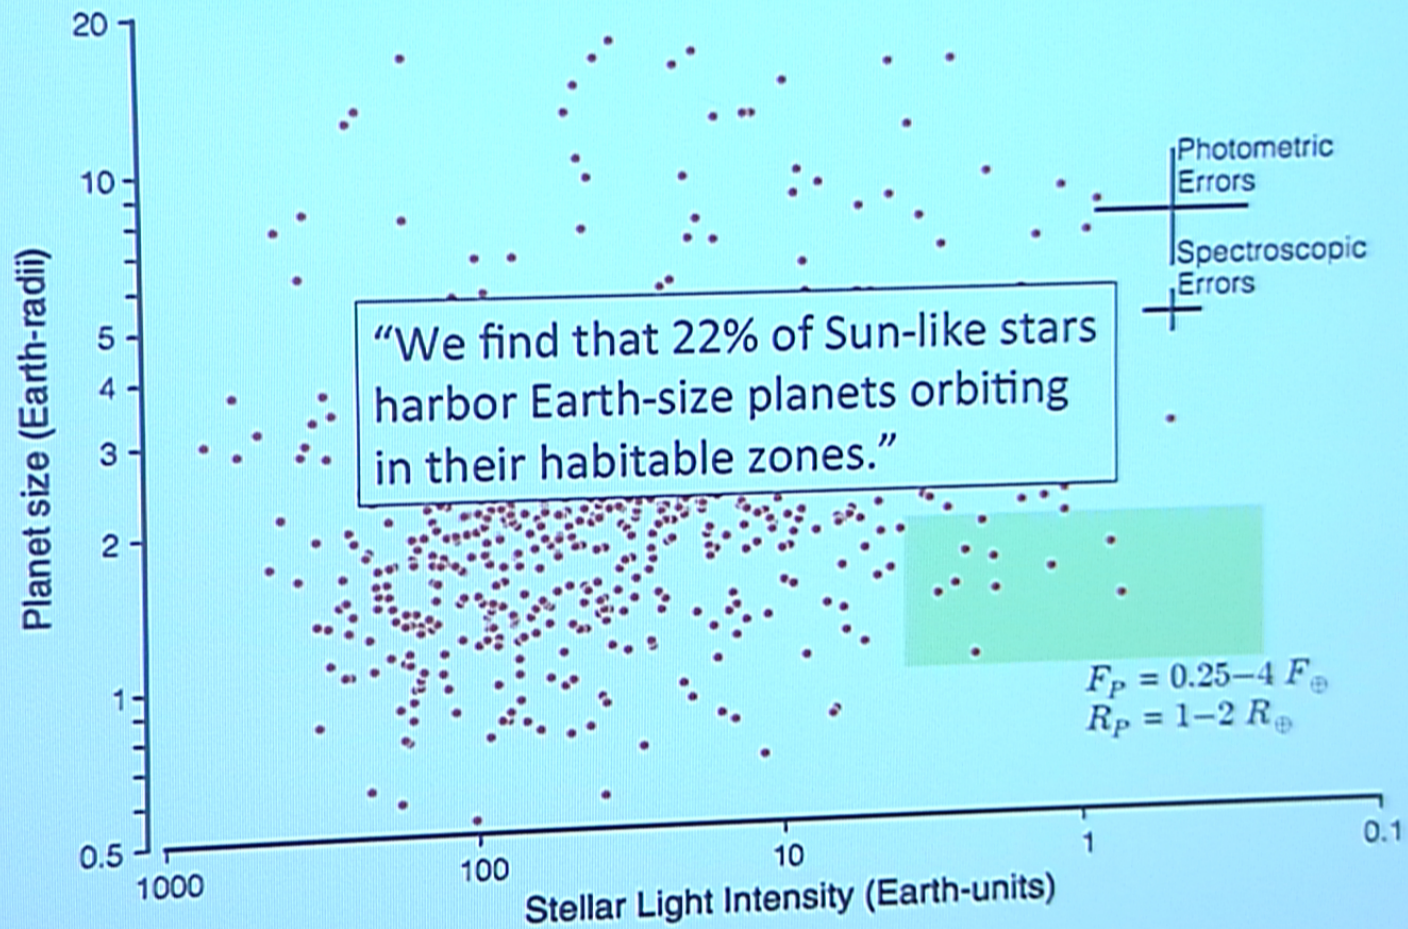 20
10
5
4
3
2
1
0.5
Planet size (Earth-radii)
Photometric
Errors
Spectroscopic
Errors
“We find that 22% of Sun-like stars
harbor Earth-size planets orbiting
in their habitable zones.”
F_P = 0.25–4 F_⊕
R_P = 1–2 R_⊕
1000
100
10
1
0.1
Stellar Light Intensity (Earth-units)